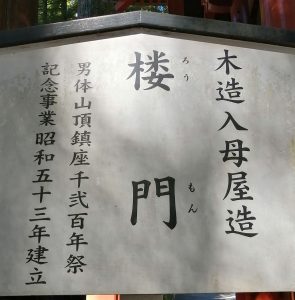 木造入母屋造
楼門
ろうもん
男体山頂鎮座千弐百年祭
記念事業昭和五十三年建立